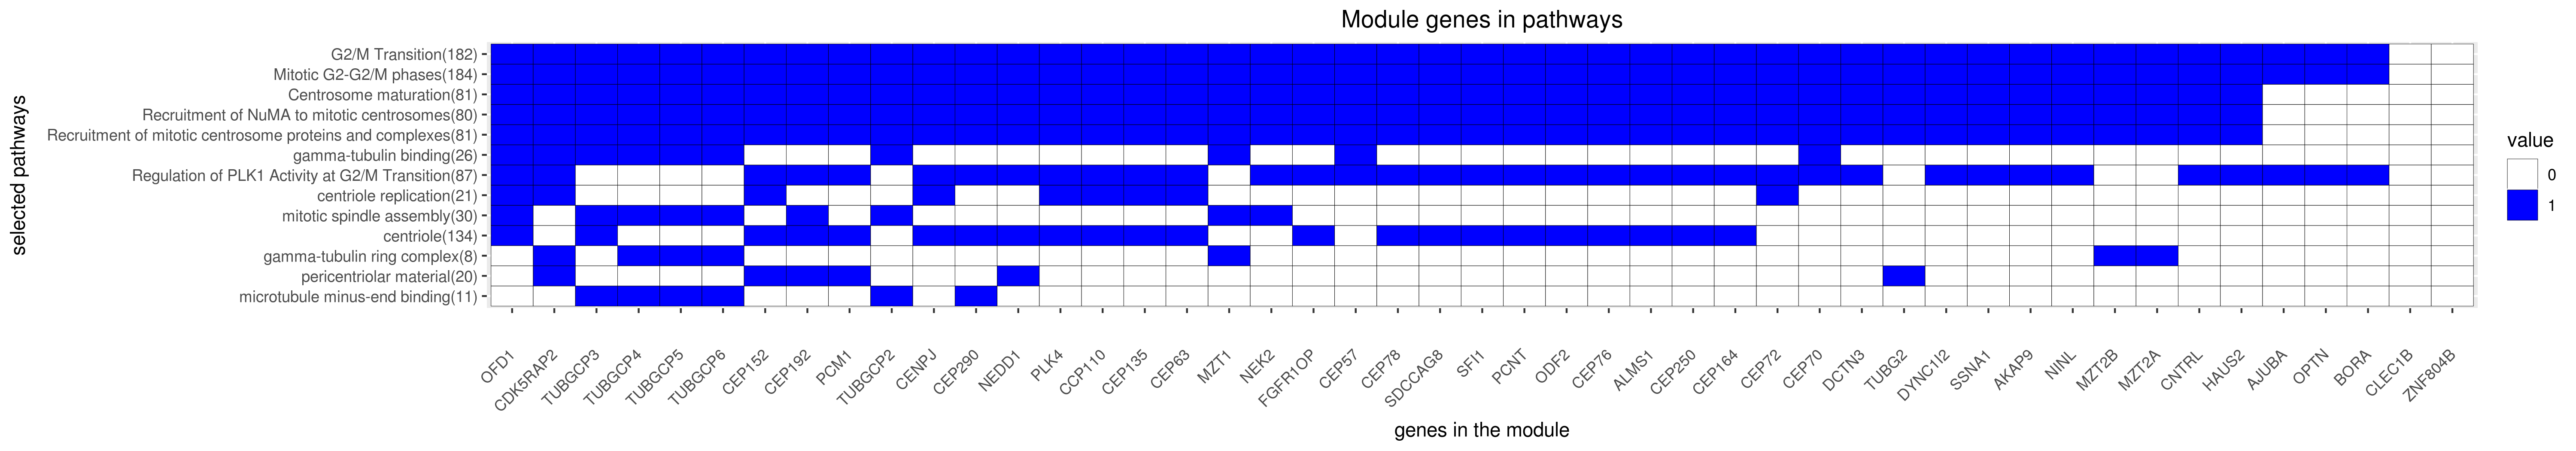 Module genes in pathways
selected pathways
G2/M Transition(182)
Mitotic G2-G2/M phases(184)
Centrosome maturation(81)
Recruitment of NuMA to mitotic centrosomes(80)
Recruitment of mitotic centrosome proteins and complexes(81)
gamma-tubulin binding(26)
Regulation of PLK1 Activity at G2/M Transition(87)
centriole replication(21)
mitotic spindle assembly(30)
centriole(134)
gamma-tubulin ring complex(8)
pericentriolar material(20)
microtubule minus-end binding(11)
value
0
1
OFD1
CDK5RAP2
TUBGCP3
TUBGCP4
TUBGCP5
TUBGCP6
CEP152
CEP192
PCM1
TUBGCP2
CENPJ
CEP290
NEDD1
PLK4
CCP110
CEP135
CEP63
MZT1
NEK2
FGFR1OP
CEP57
CEP78
SDCCAG8
SFI1
PCNT
ODF2
CEP76
ALMS1
CEP250
CEP164
CEP72
CEP70
DCTN3
TUBG2
DYNC1I2
SSNA1
AKAP9
NINL
MZT2B
MZT2A
CNTRL
HAUS2
AJUBA
OPTN
BORA
CLEC1B
ZNF804B
genes in the module